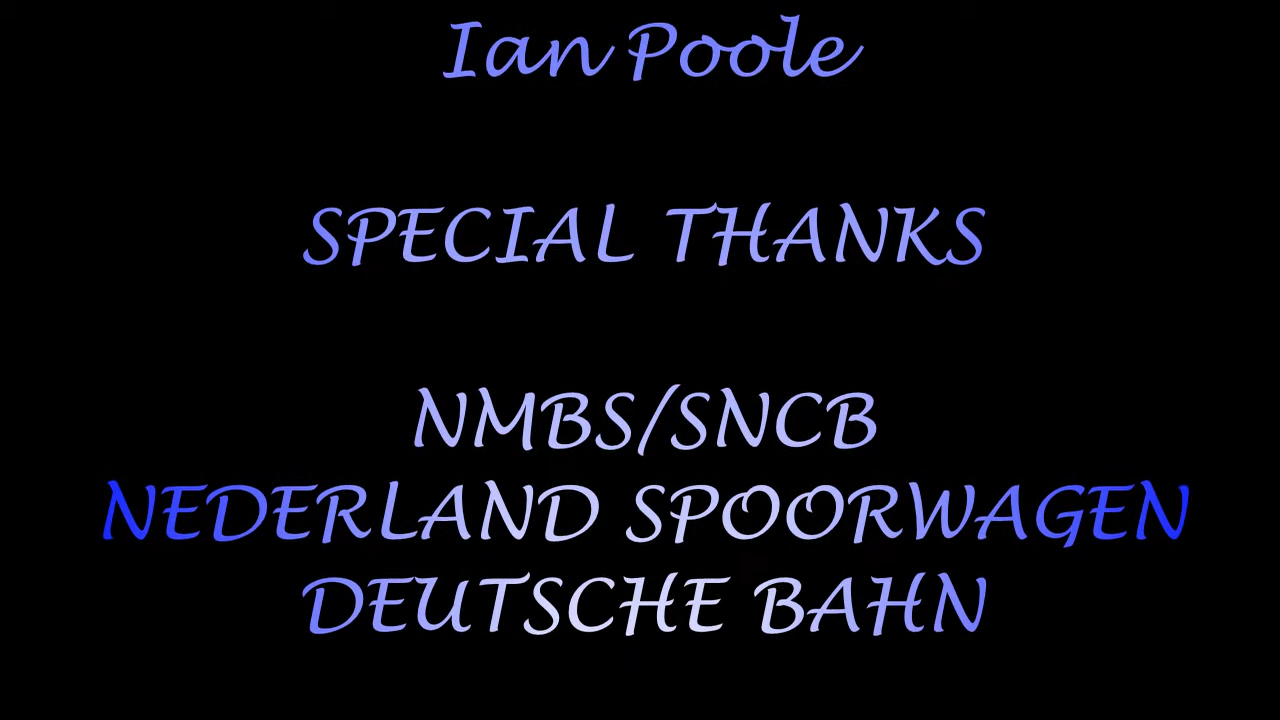 Ian Poole
SPECIAL THANKS
NMBS/SNCB
NEDERLAND SPOORWAGEN
DEUTSCHE BAHN